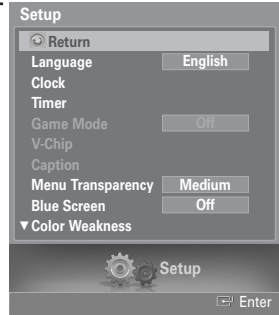 Setup
Return
Language English
Clock
Timer
Game Mode Off
V-Chip
Caption
Menu Transparency Medium
Blue Screen Off
▼ Color Weakness
Setup
Enter